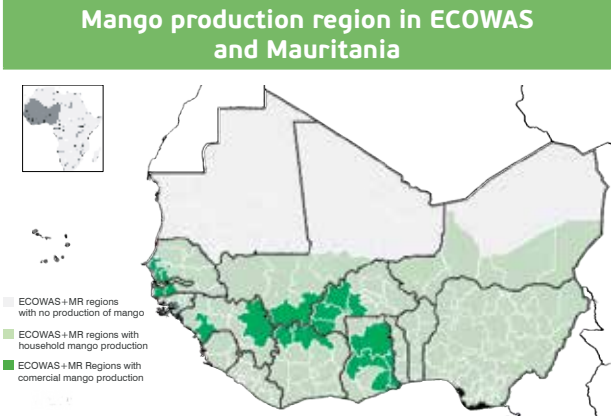 Mango production region in ECOWAS
and Mauritania
ECOWAS+MR regions
with no production of mango
ECOWAS+MR regions with
household mango production
ECOWAS+MR Regions with
comercial mango production